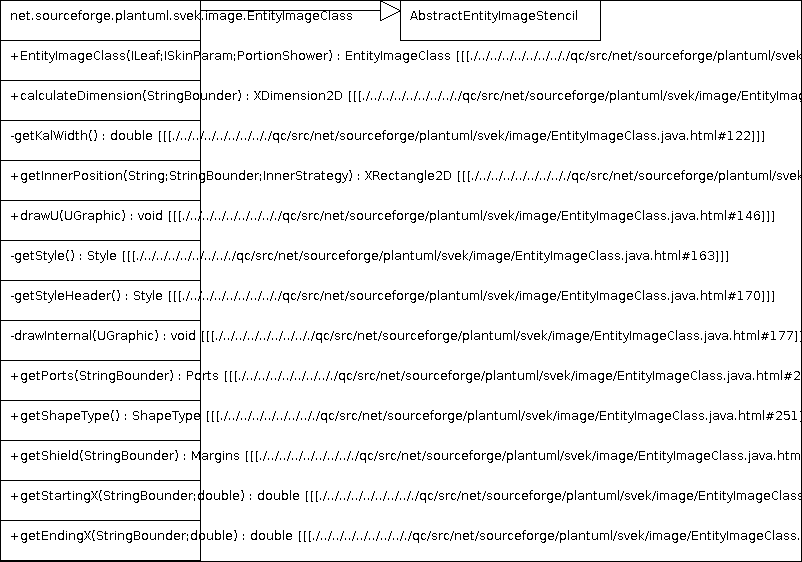 net.sourceforge.plantuml.svek.image.EntityImageClass
AbstractEntityImageStencil
+EntityImageClass(ILeaf;ISkinParam;PortionShower) : EntityImageClass [[[./../../../../../../././qc/src/net/sourceforge/plantuml/svek
+calculateDimension(StringBounder) : XDimension2D [[[./../../../../../../././qc/src/net/sourceforge/plantuml/svek/image/EntityImag
-getKalWidth() : double [[[./../../../../../../././qc/src/net/sourceforge/plantuml/svek/image/EntityImageClass.java.html#122]]]
+getInnerPosition(String;StringBounder;InnerStrategy) : XRectangle2D [[[./../../../../../../././qc/src/net/sourceforge/plantuml/svek
+drawU(UGraphic) : void [[[./../../../../../../././qc/src/net/sourceforge/plantuml/svek/image/EntityImageClass.java.html#146]]]
-getStyle() : Style [[[./../../../../../../././qc/src/net/sourceforge/plantuml/svek/image/EntityImageClass.java.html#163]]]
-getStyleHeader() : Style [[[./../../../../../../././qc/src/net/sourceforge/plantuml/svek/image/EntityImageClass.java.html#170]]]
-drawInternal(UGraphic) : void [[[./../../../../../../././qc/src/net/sourceforge/plantuml/svek/image/EntityImageClass.java.html#177]]
+getPorts(StringBounder) : Ports [[[./../../../../../../././qc/src/net/sourceforge/plantuml/svek/image/EntityImageClass.java.html#2
+getShapeType() : ShapeType [[[./../../../../../../././qc/src/net/sourceforge/plantuml/svek/image/EntityImageClass.java.html#251]
+getShield(StringBounder) : Margins [[[./../../../../../../././qc/src/net/sourceforge/plantuml/svek/image/EntityImageClass.java.htm
+getStartingX(StringBounder;double) : double [[[./../../../../../../././qc/src/net/sourceforge/plantuml/svek/image/EntityImageClass
+getEndingX(StringBounder;double) : double [[[./../../../../../../././qc/src/net/sourceforge/plantuml/svek/image/EntityImageClass.